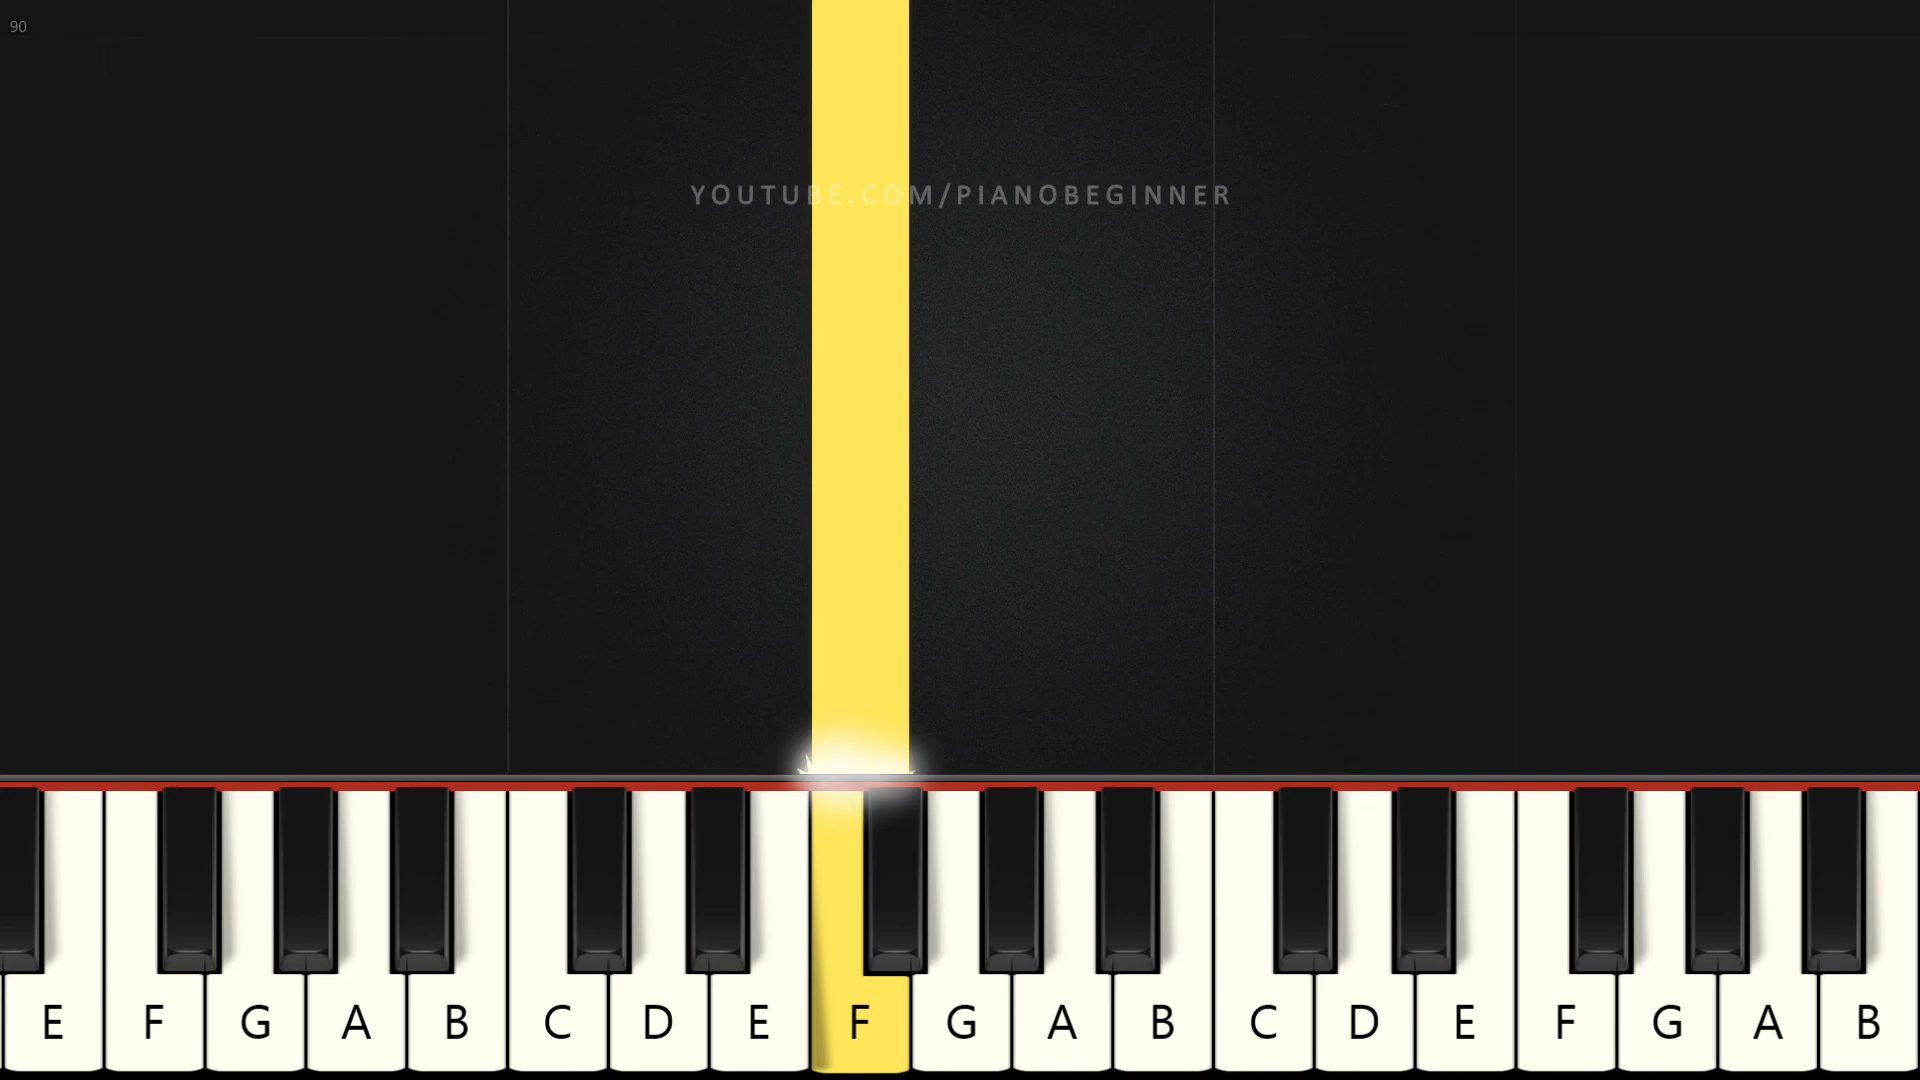 90
YOUTUBE.COM/PIANOBEGINNER
E F G A B C D E F G A B C D E F G A B